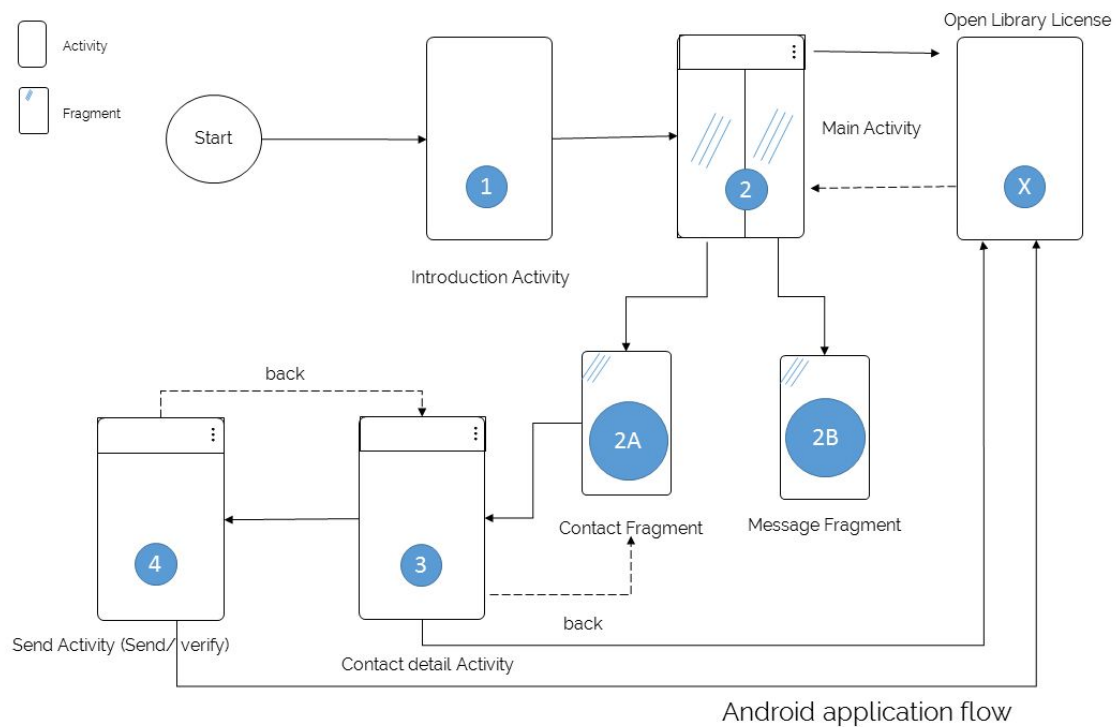 Open Library License
Activity
Fragment
Start
Main Activity
1
2
X
Introduction Activity
back
2A
2B
Contact Fragment
Message Fragment
4
3
back
Send Activity (Send/ verify)
Contact detail Activity
Android application flow